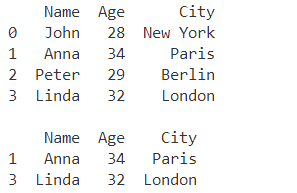 Name  Age      City
0   John   28  New York
1   Anna   34     Paris
2  Peter   29    Berlin
3  Linda   32    London

    Name  Age    City
1   Anna   34   Paris
3  Linda   32  London